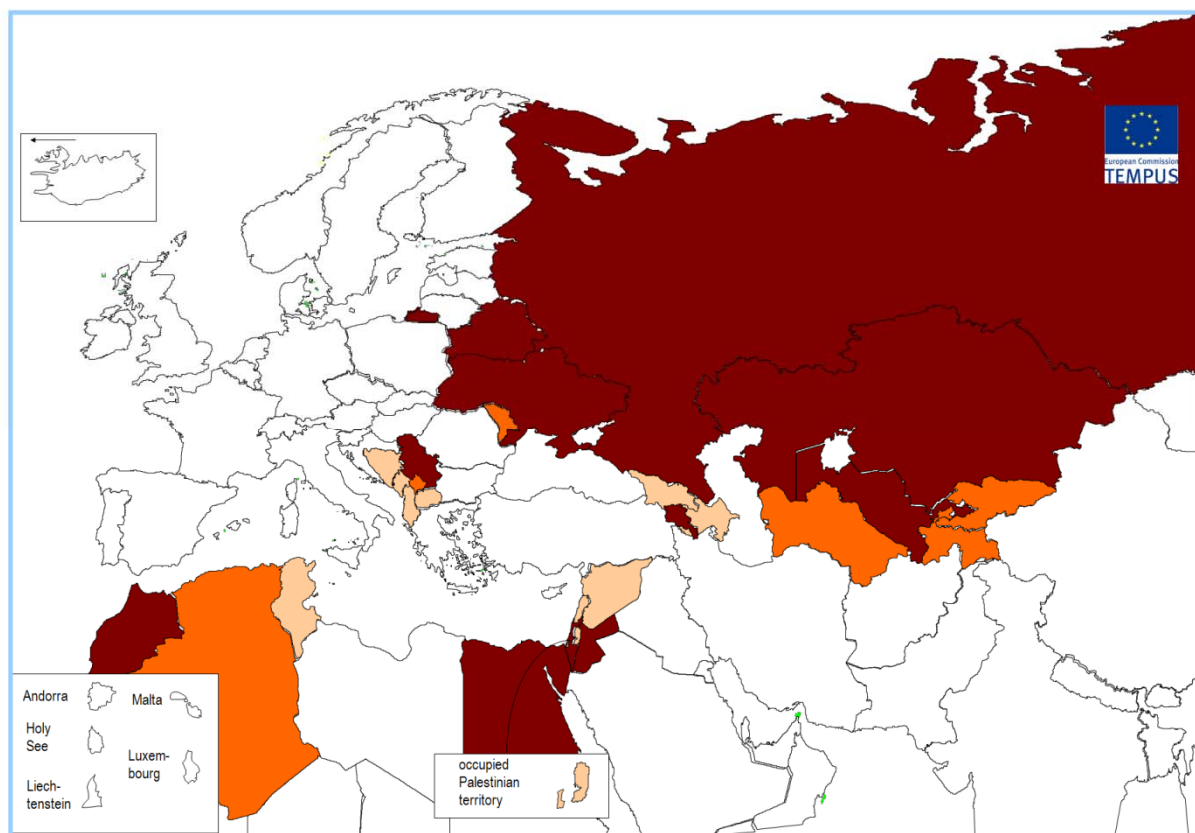 European Commission
TEMPUS
Andorra
Malta
Holy
See
Luxem-
bourg
Liech-
tenstein
occupied
Palestinian
territory